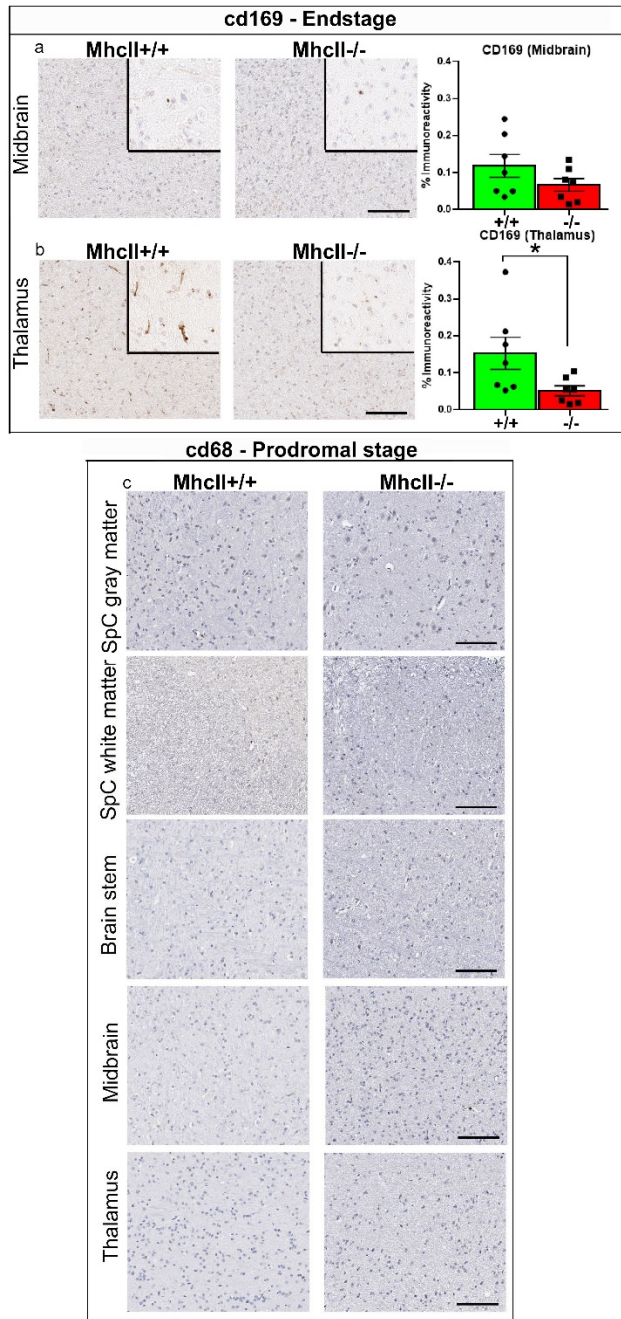 cd169 - Endstage
a
MhcII+/+
MhcII-/-
Midbrain
CD169 (Midbrain)
% Immunoreactivity
0.4
0.3
0.2
0.1
0.0
+/+
-/-
b
MhcII+/+
MhcII-/-
Thalamus
CD169 (Thalamus)
*
% Immunoreactivity
0.4
0.3
0.2
0.1
0.0
+/+
-/-
cd68 - Prodromal stage
c
MhcII+/+
MhcII-/-
SpC gray matter
SpC white matter
Brain stem
Midbrain
Thalamus